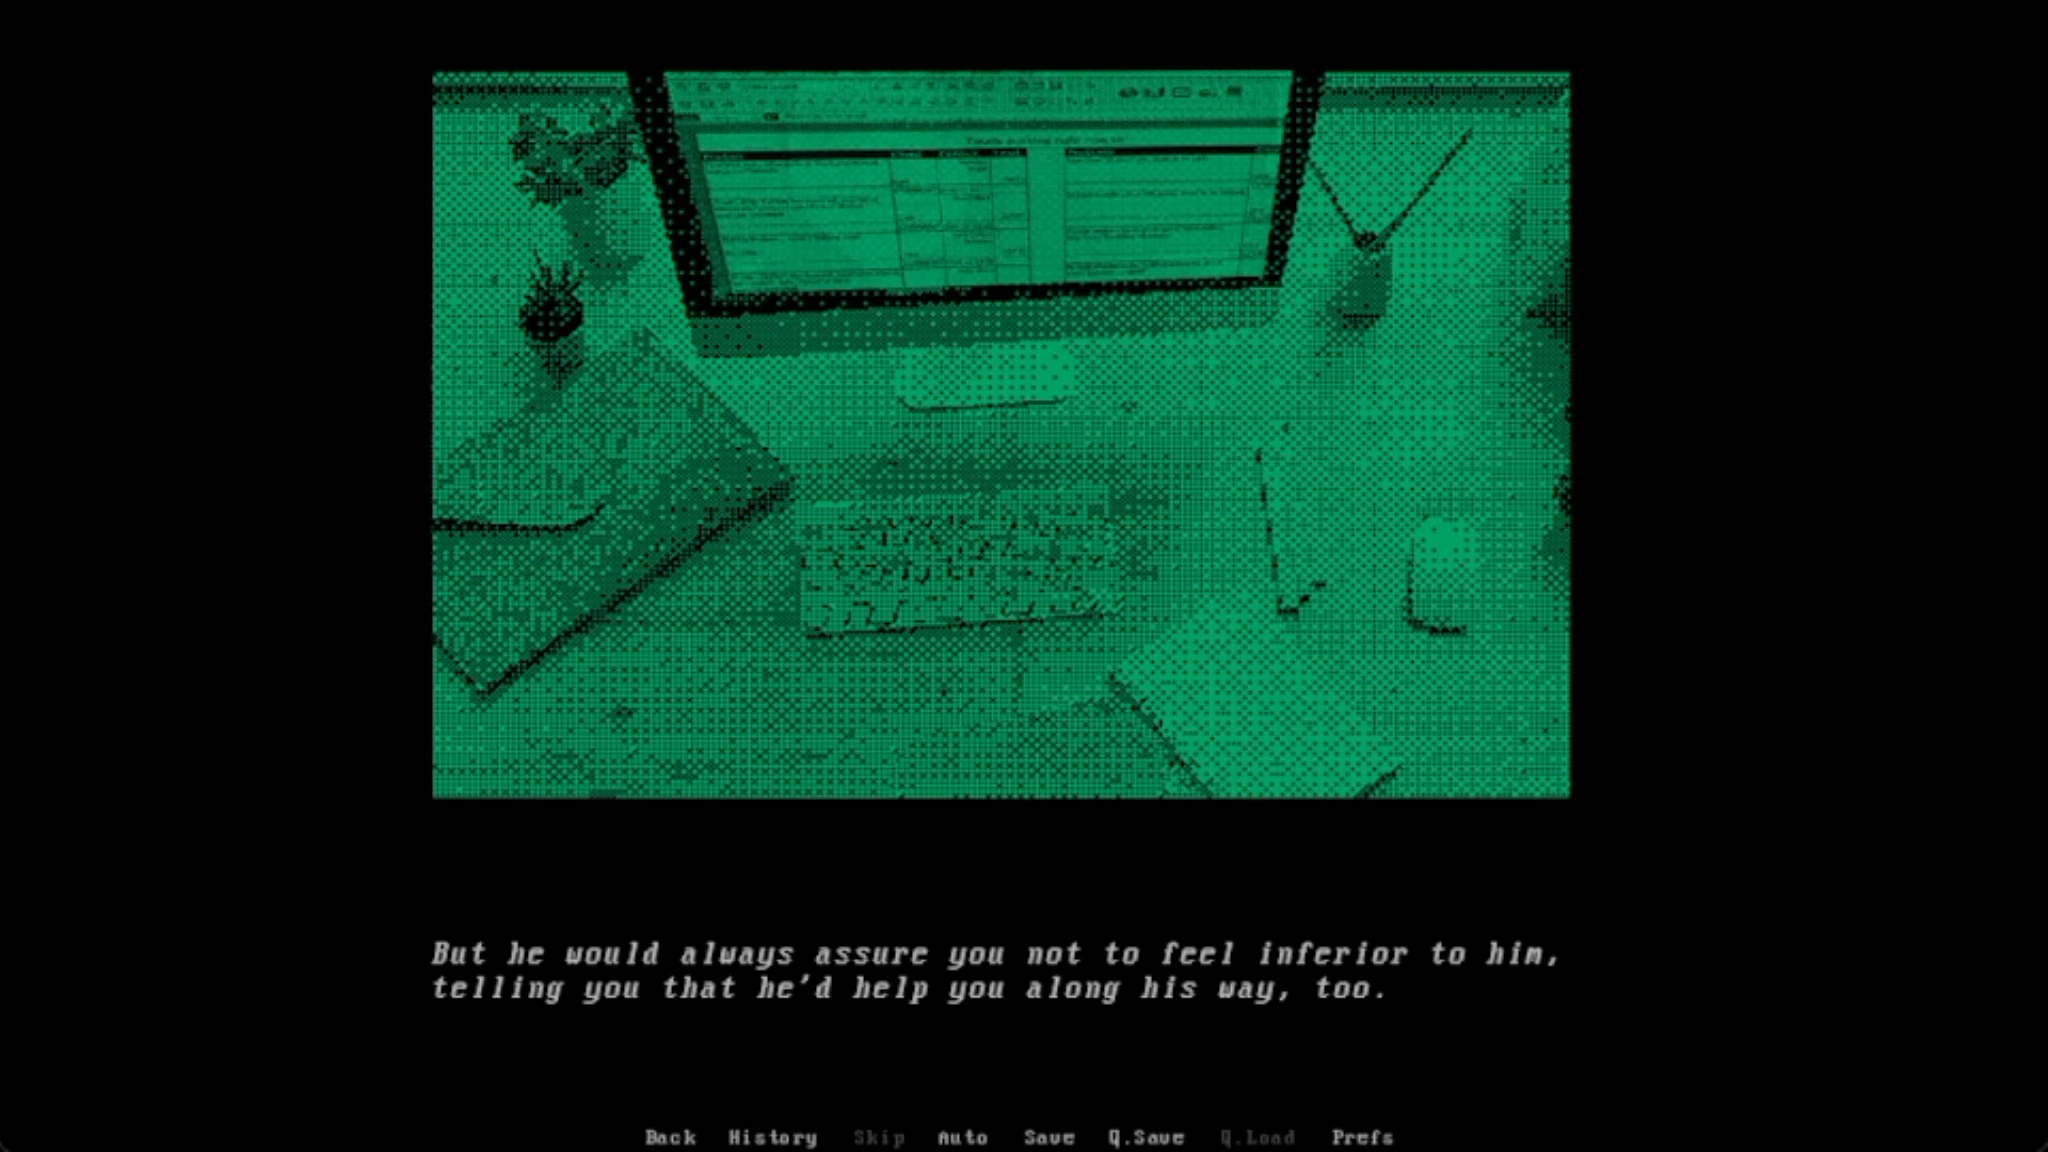 But he would always assure you not to feel inferior to him,
telling you that he'd help you along his way, too.
Back History Skip Auto Save Q.Save Q.Load Prefs